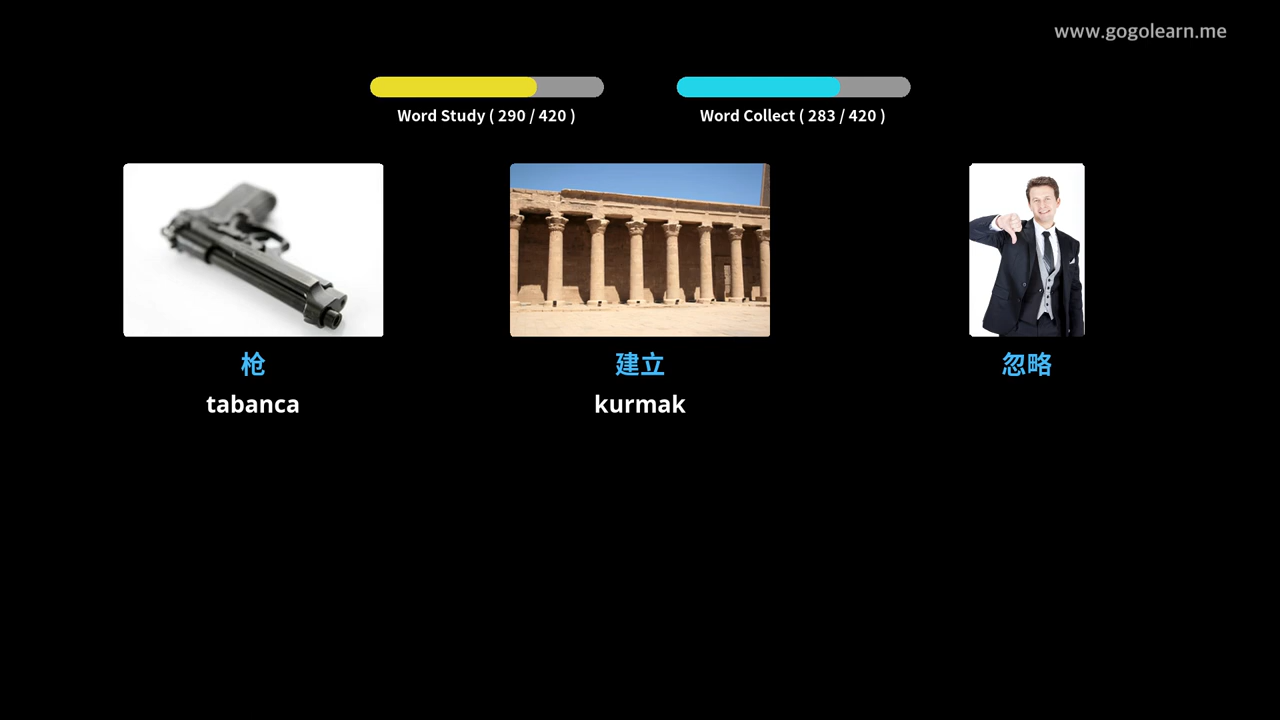 www.gogolearn.me
Word Study ( 290 / 420 )
Word Collect ( 283 / 420 )
枪
建立
忽略
tabanca
kurmak